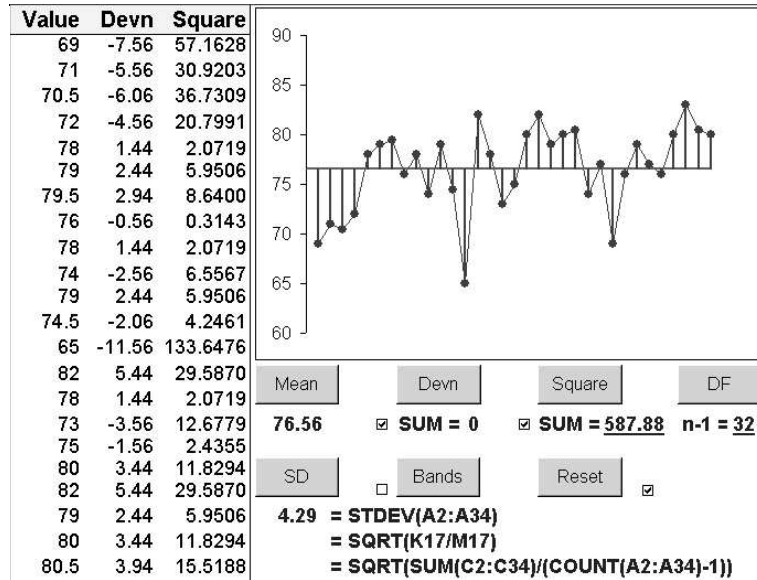 Value Devn Square
69 -7.56 57.1628
71 -5.56 30.9203
70.5 -6.06 36.7309
72 -4.56 20.7991
78 1.44 2.0719
79 2.44 5.9506
79.5 2.94 8.6400
76 -0.56 0.3143
78 1.44 2.0719
74 -2.56 6.5567
79 2.44 5.9506
74.5 -2.06 4.2461
65 -11.56 133.6476
82 5.44 29.5870
78 1.44 2.0719
73 -3.56 12.6779
75 -1.56 2.4355
80 3.44 11.8294
82 5.44 29.5870
79 2.44 5.9506
80 3.44 11.8294
80.5 3.94 15.5188
90
85
80
75
70
65
60
Mean Devn Square DF
76.56 SUM = 0 SUM = 587.88 n-1 = 32
SD Bands Reset
4.29 = STDEV(A2:A34)
= SQRT(K17/M17)
= SQRT(SUM(C2:C34)/(COUNT(A2:A34)-1))